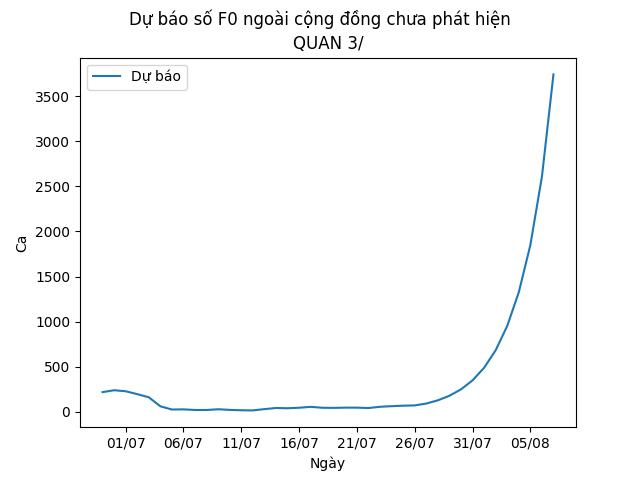 Dự báo số F0 ngoài cộng đồng chưa phát hiện
QUAN 3/
Dự báo
3500
3000
2500
2000
1500
1000
500
0
Ca
01/07 06/07 11/07 16/07 21/07 26/07 31/07 05/08
Ngày